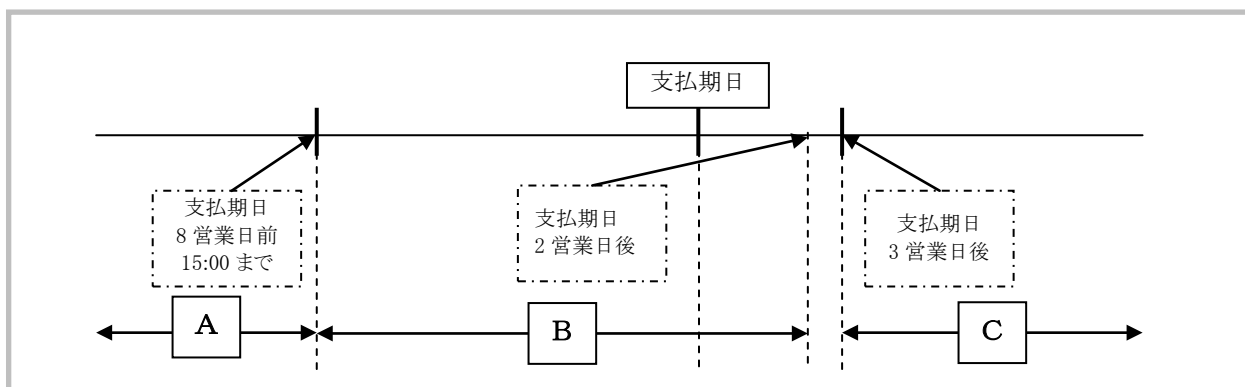 支払期日
支払期日
8 営業日前
15:00 まで
支払期日
2 営業日後
支払期日
3 営業日後
A
B
C